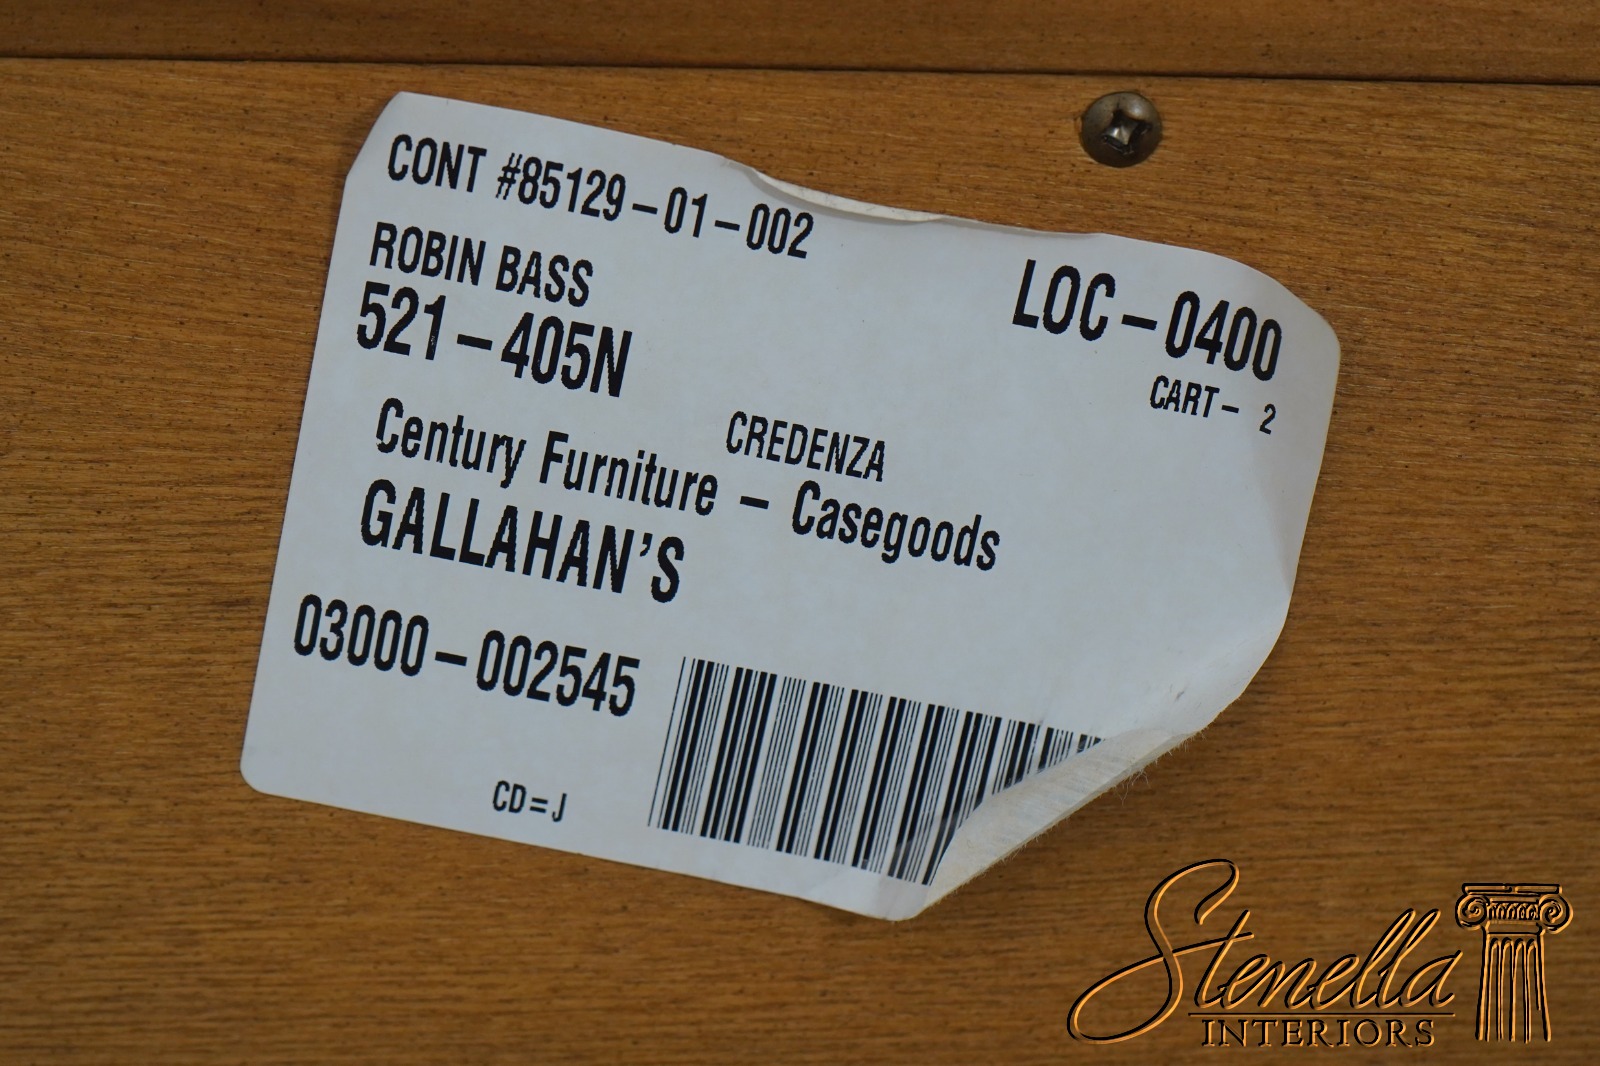 CONT #85129-01-002
ROBIN BASS
521-405N
LOC-0400
CART- 2
CREDENZA
Century Furniture - Casegoods
GALLAHAN'S
03000-002545
CD=J
Stenella
INTERIORS